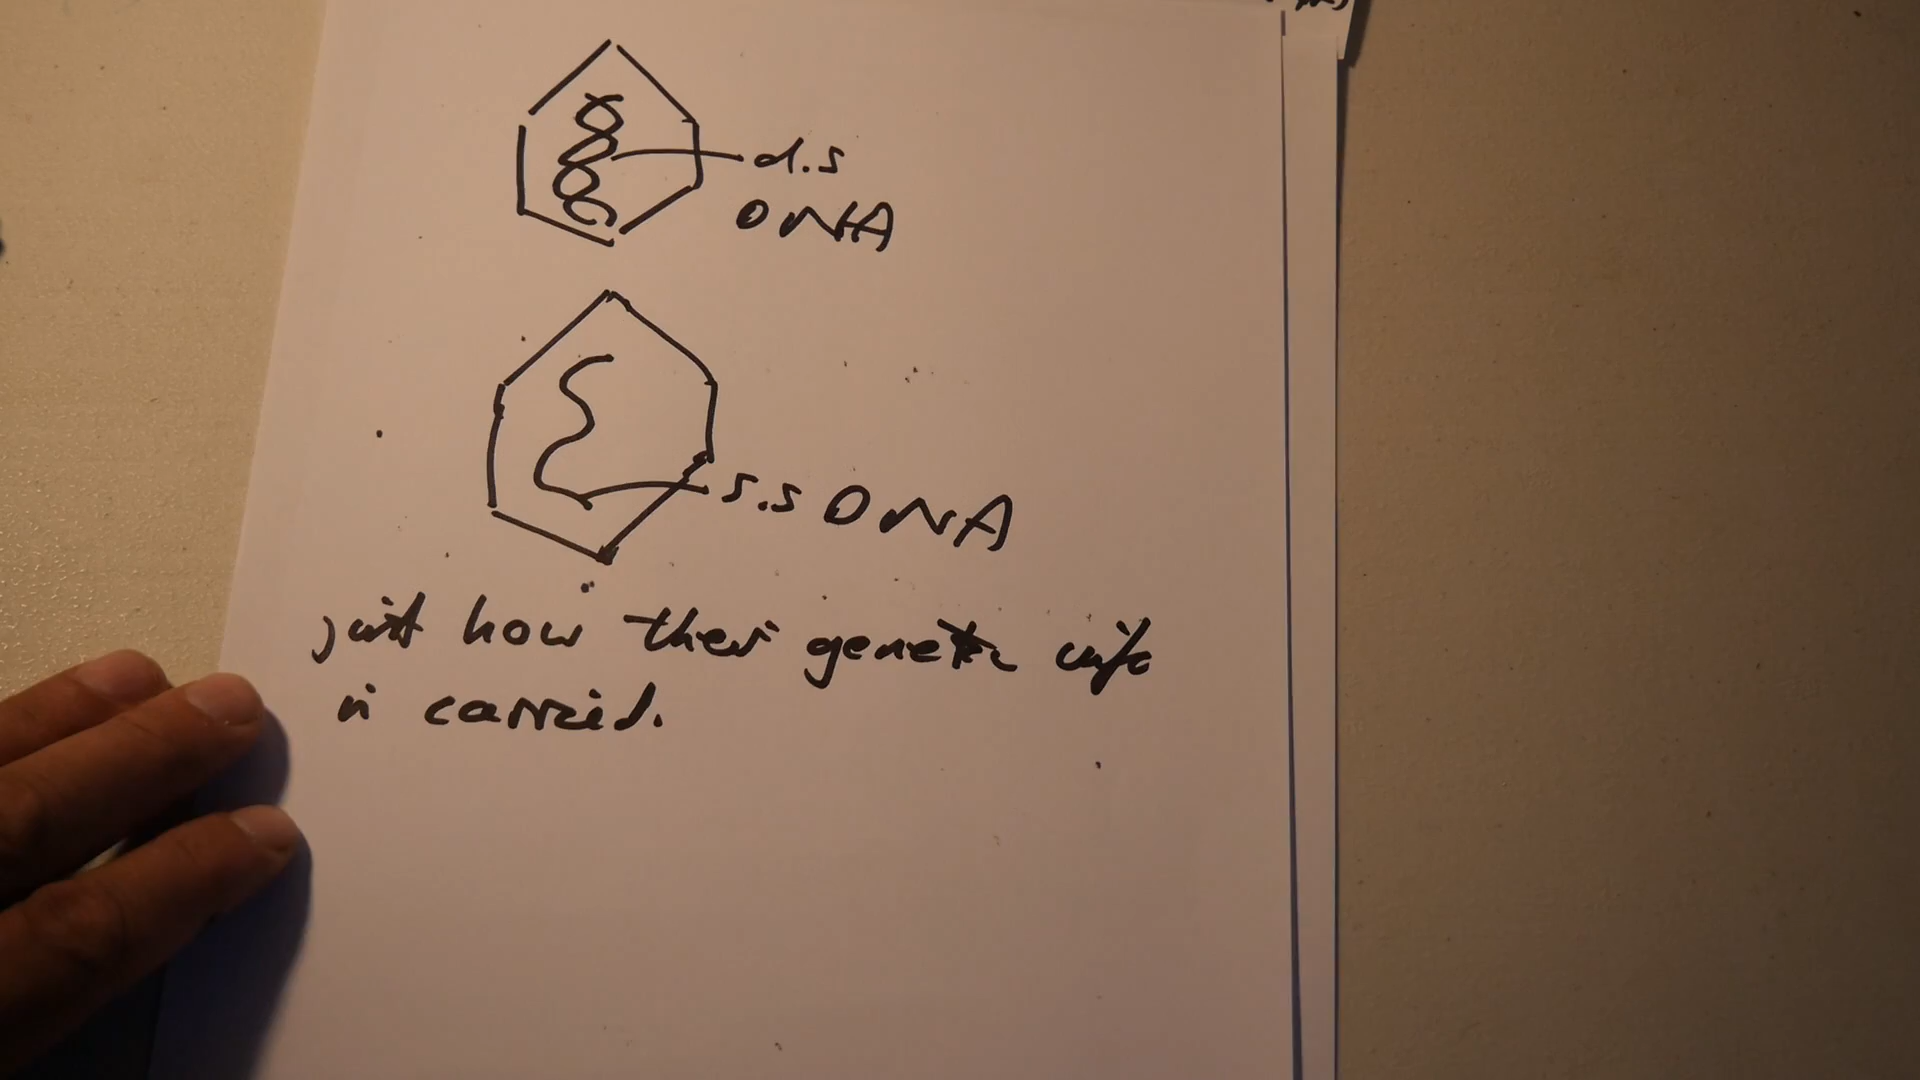 d.s
DNA
s.s DNA
just how their genetic info
is carried.